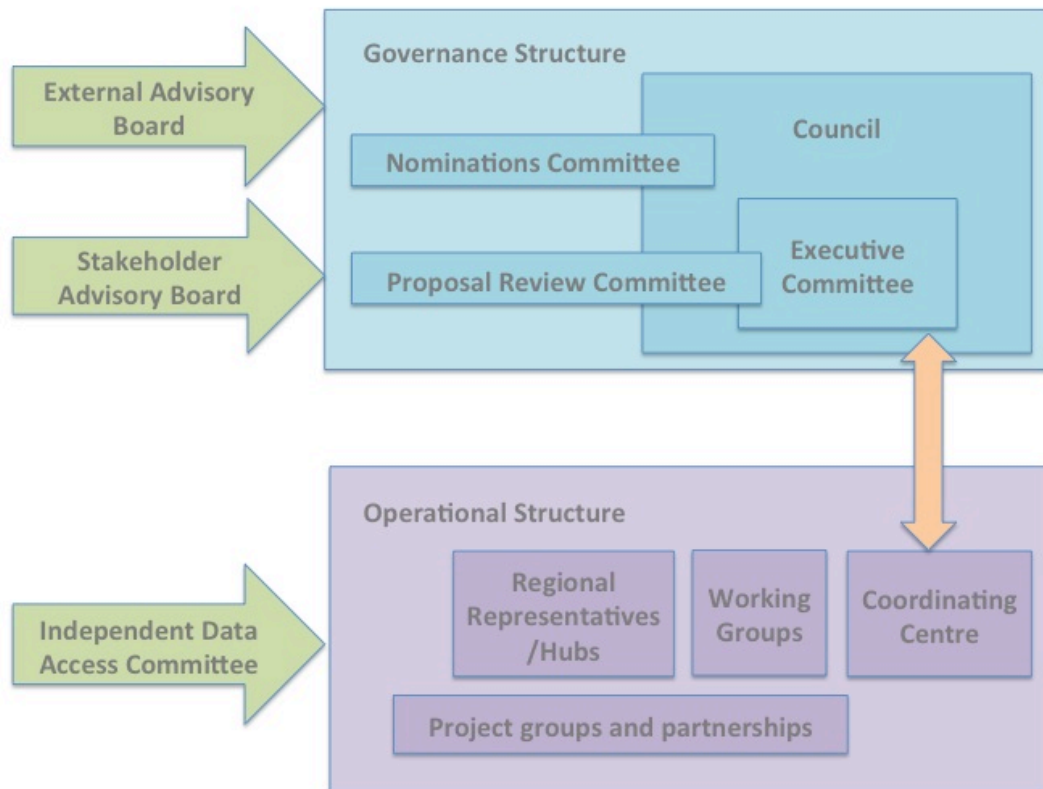 External Advisory
Board
Governance Structure
Council
Nominations Committee
Stakeholder
Advisory Board
Proposal Review Committee
Executive
Committee
Operational Structure
Independent Data
Access Committee
Regional
Representatives
/Hubs
Working
Groups
Coordinating
Centre
Project groups and partnerships